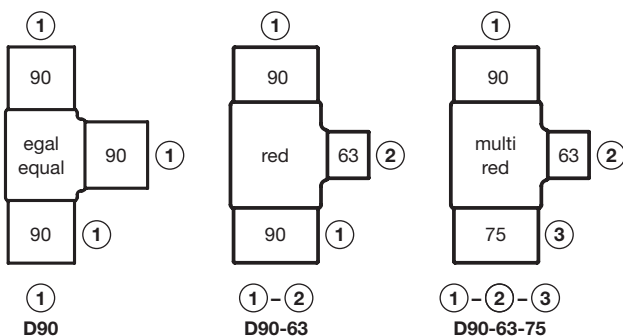 1 1 1
90 90 90
egal
equal
90 1
red
63 2
multi
red
63 2
90 1
90 1
75 3
1
1-2
1-2-3
D90
D90-63
D90-63-75